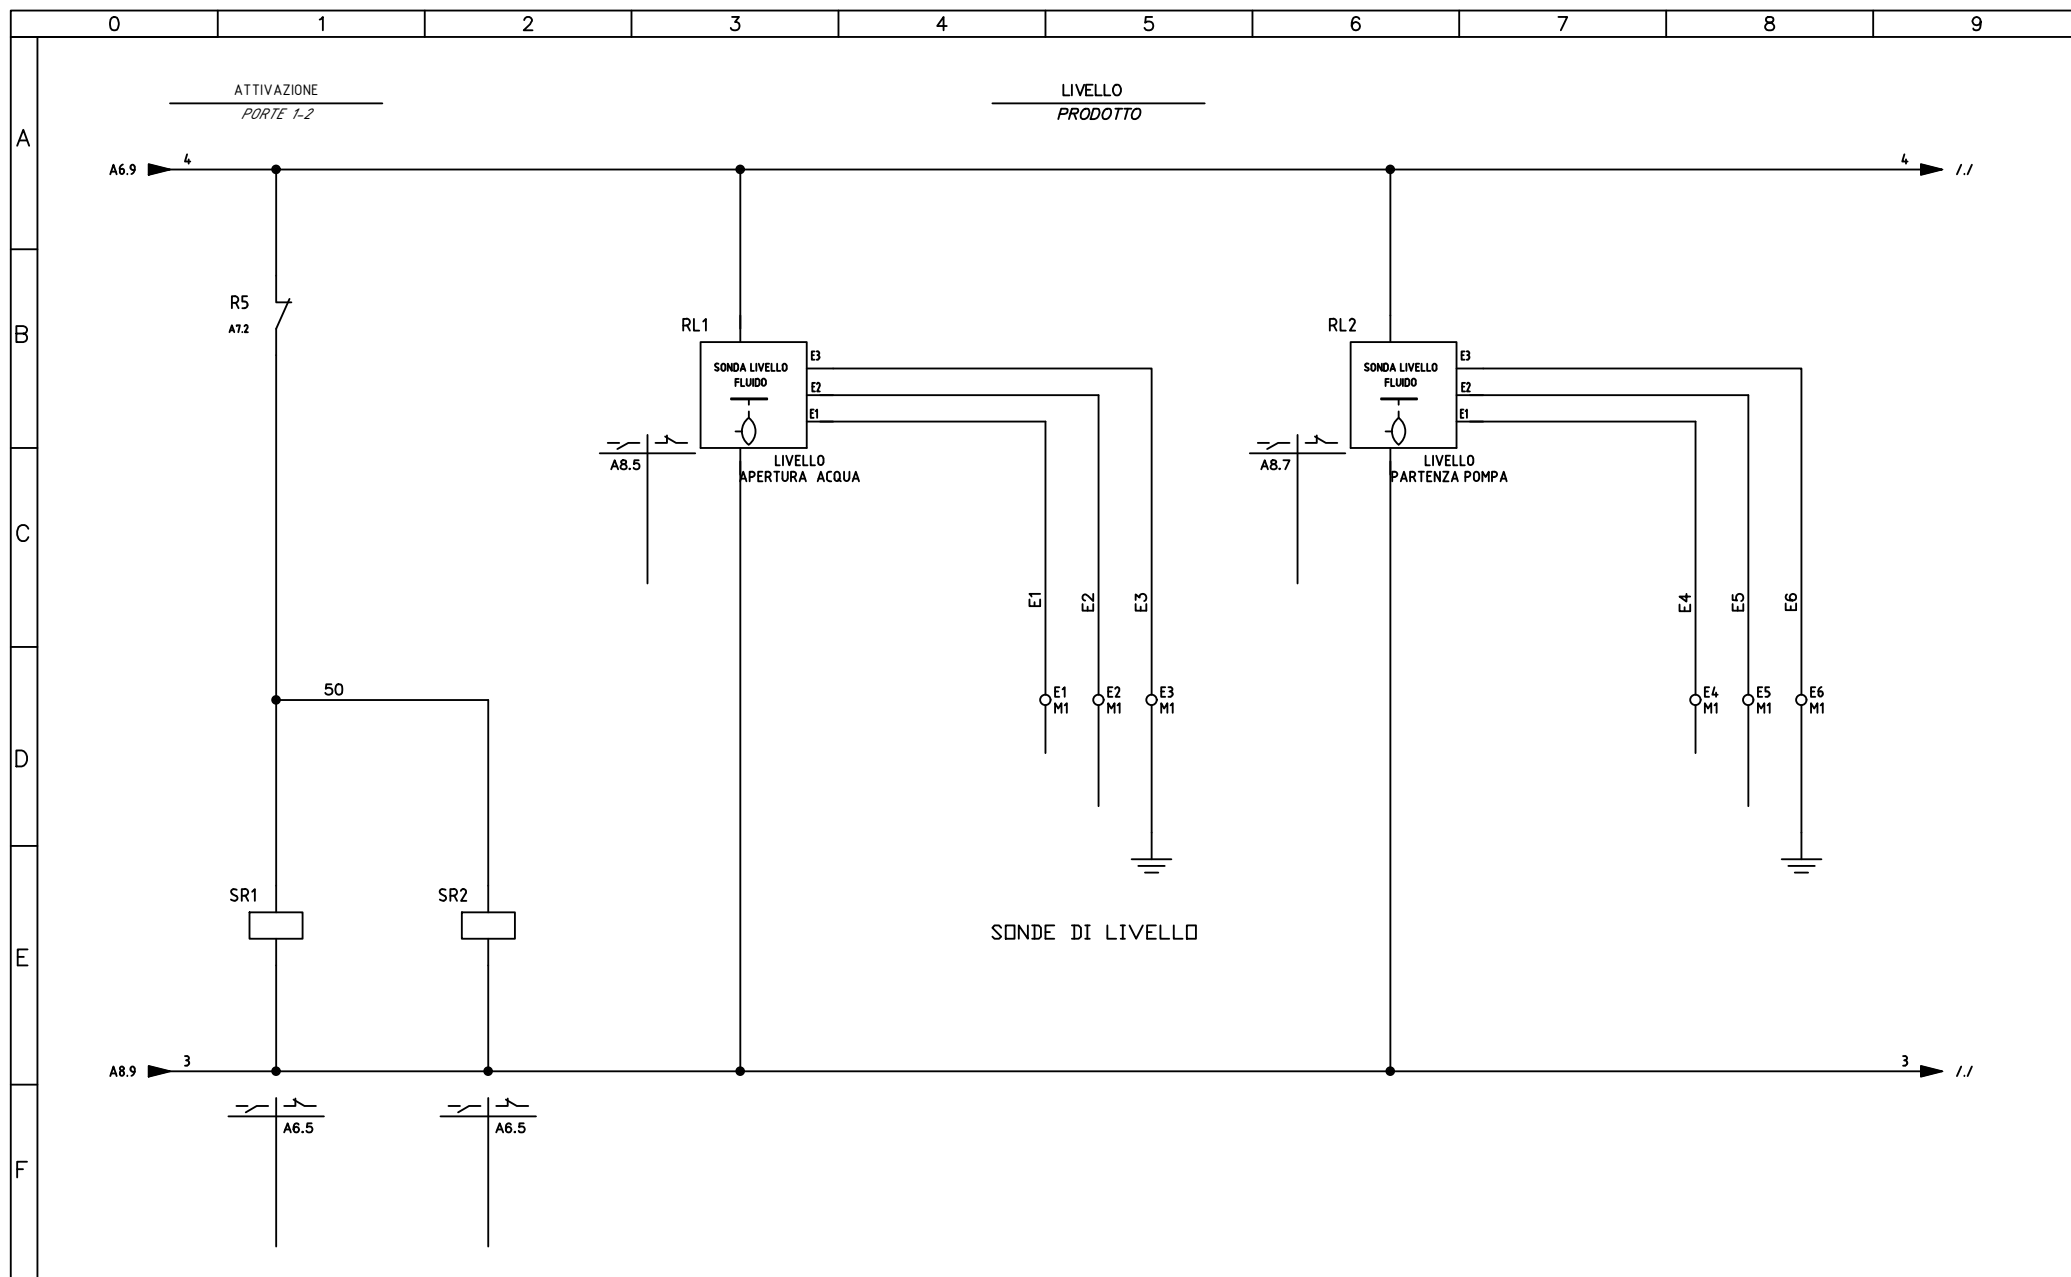 0 1 2 3 4 5 6 7 8 9
ATTIVAZIONE
PORTE 1-2
LIVELLO
PRODOTTO
A
A6.9 4 4 /./
B
R5
A7.2
RL1
SONDA LIVELLO
FLUIDO
E3
E2
E1
A8.5
LIVELLO
APERTURA ACQUA
RL2
SONDA LIVELLO
FLUIDO
E3
E2
E1
A8.7
LIVELLO
PARTENZA POMPA
C
E1
E2
E3
E4
E5
E6
50
E1
M1
E2
M1
E3
M1
E4
M1
E5
M1
E6
M1
D
SR1
SR2
SONDE DI LIVELLO
E
A8.9 3 3 /./
A6.5
A6.5
F